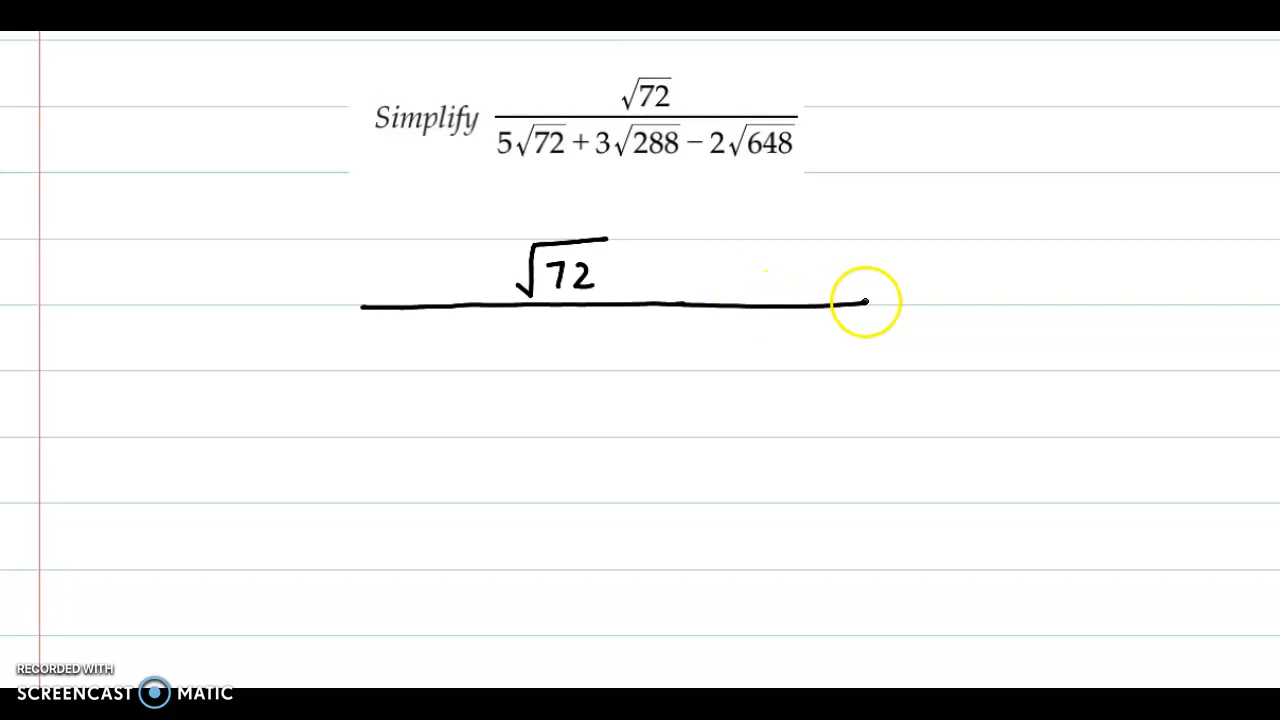 Simplify √72 / (5√72 + 3√288 − 2√648)
√72
RECORDED WITH
SCREENCAST MATIC